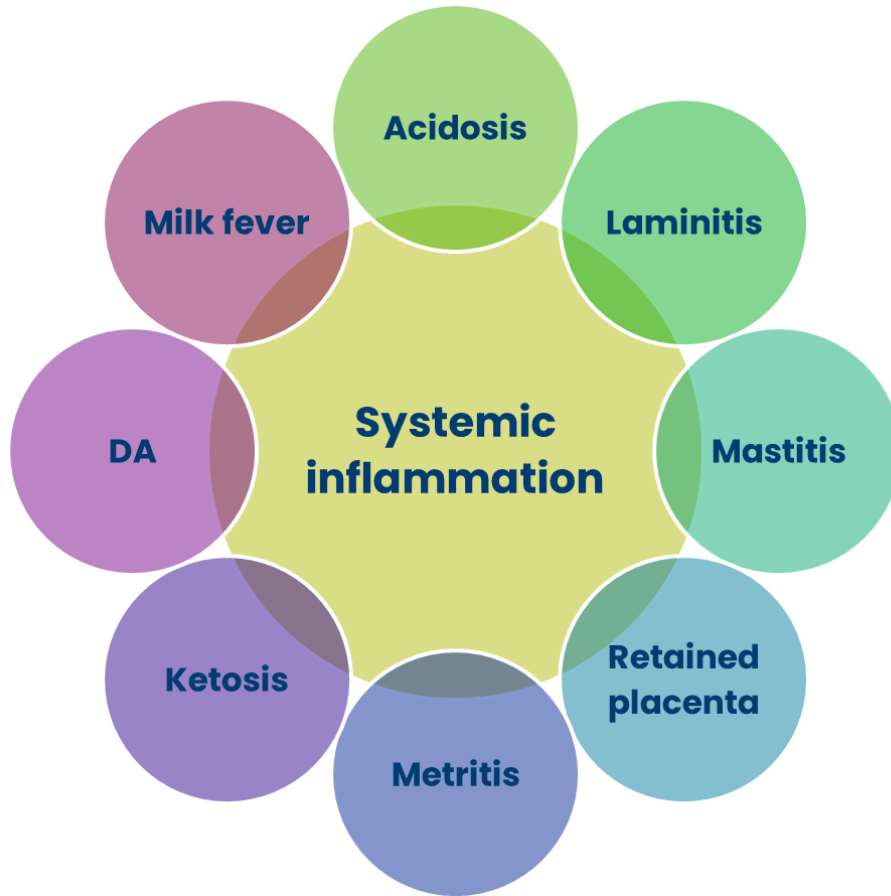 Acidosis
Milk fever
Laminitis
Systemic
inflammation
DA
Mastitis
Ketosis
Retained
placenta
Metritis